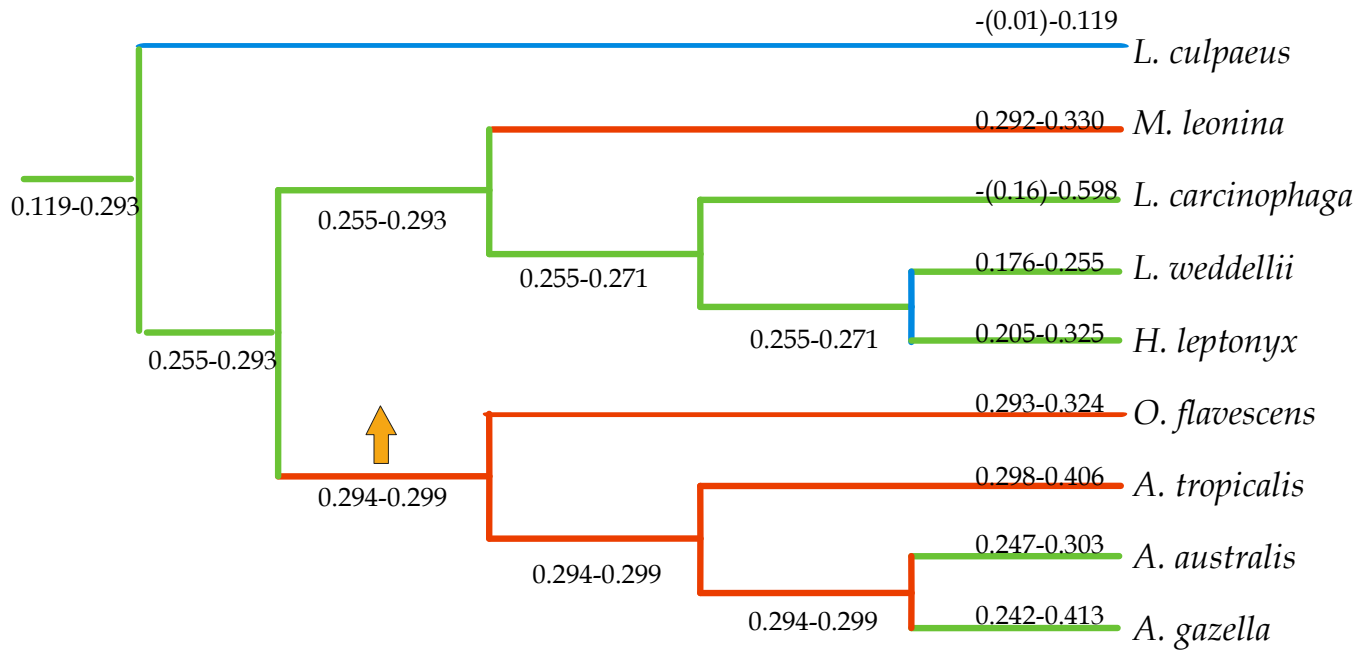 -(0.01)-0.119
L. culpaeus
0.292-0.330
M. leonina
0.119-0.293
0.255-0.293
-(0.16)-0.598
L. carcinophaga
0.255-0.271
0.176-0.255
L. weddellii
0.255-0.293
0.255-0.271
0.205-0.325
H. leptonyx
0.293-0.324
O. flavescens
0.294-0.299
0.298-0.406
A. tropicalis
0.294-0.299
0.247-0.303
A. australis
0.294-0.299
0.242-0.413
A. gazella